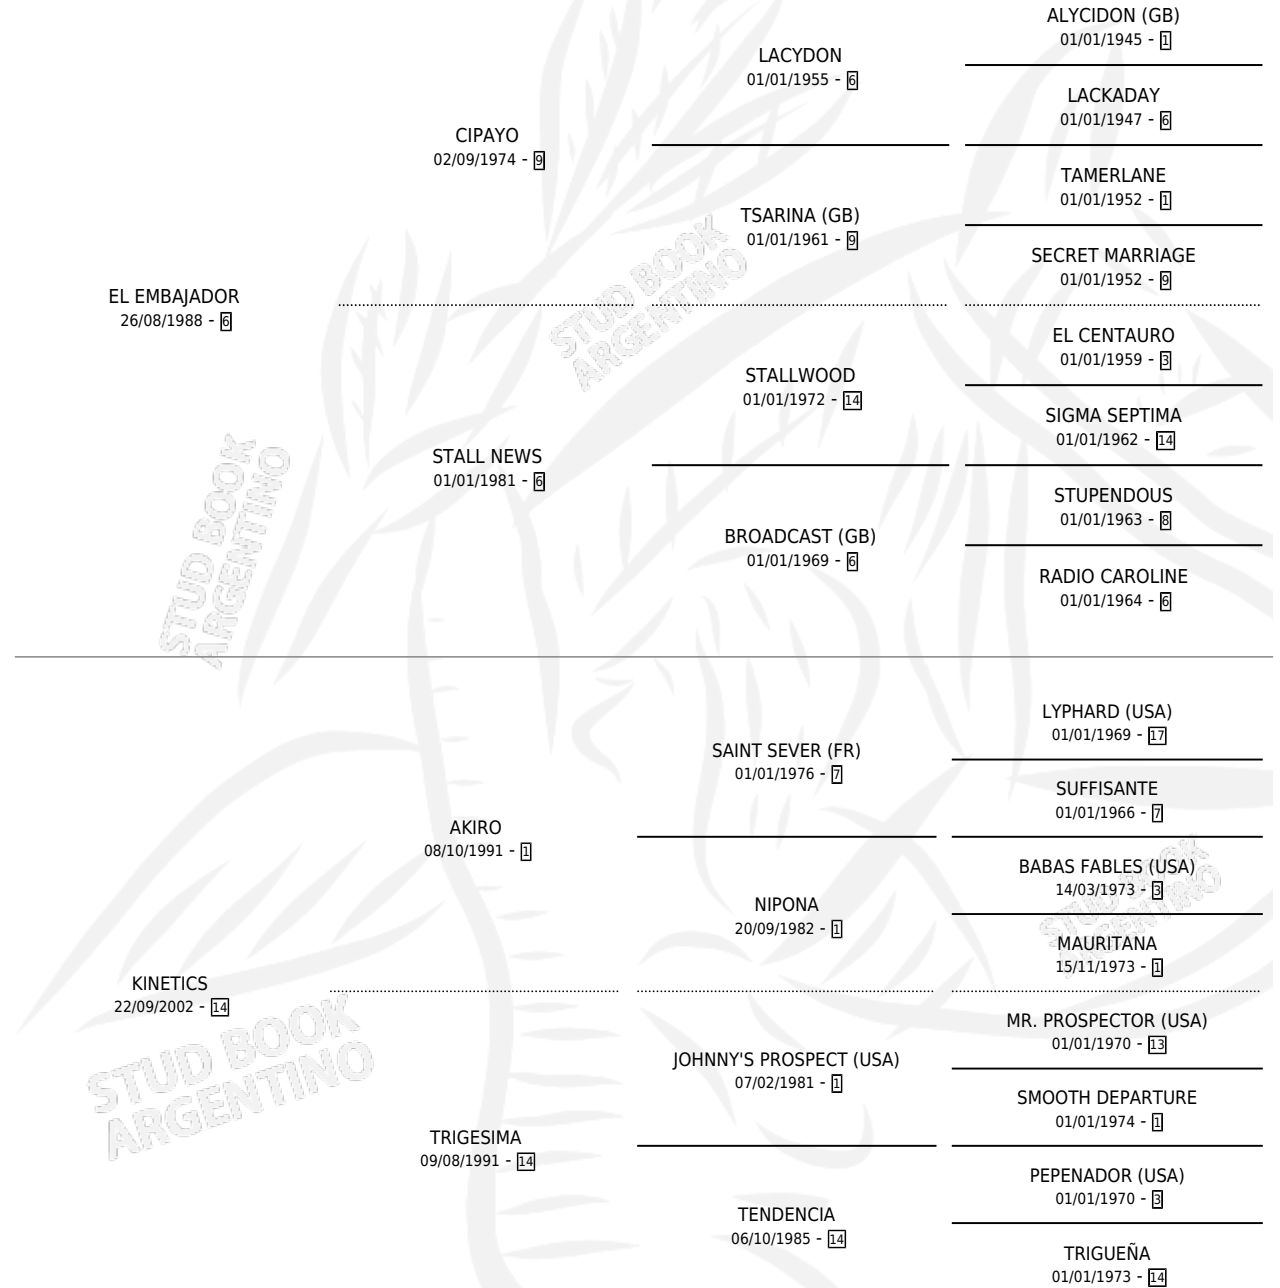 ALYCIDON (GB)
01/01/1945 - 1
LACYDON
01/01/1955 - 6
LACKADAY
01/01/1947 - 6
CIPAYO
02/09/1974 - 9
TAMERLANE
01/01/1952 - 1
TSARINA (GB)
01/01/1961 - 9
SECRET MARRIAGE
01/01/1952 - 9
EL EMBAJADOR
26/08/1988 - 6
STUD BOOK
ARGENTINO
EL CENTAURO
01/01/1959 - 3
STALLWOOD
01/01/1972 - 14
SIGMA SEPTIMA
01/01/1962 - 14
STALL NEWS
01/01/1981 - 6
STUPENDOUS
01/01/1963 - 8
BROADCAST (GB)
01/01/1969 - 6
RADIO CAROLINE
01/01/1964 - 6
STUD BOOK
ARGENTINO
LYPHARD (USA)
01/01/1969 - 17
SAINT SEVER (FR)
01/01/1976 - 7
SUFFISANTE
01/01/1966 - 7
AKIRO
08/10/1991 - 1
BABAS FABLES (USA)
14/03/1973 - 3
NIPONA
20/09/1982 - 1
STUD BOOK
ARGENTINO
MAURITANA
15/11/1973 - 1
KINETICS
22/09/2002 - 14
STUD BOOK
ARGENTINO
MR. PROSPECTOR (USA)
01/01/1970 - 13
JOHNNY'S PROSPECT (USA)
07/02/1981 - 1
SMOOTH DEPARTURE
01/01/1974 - 1
TRIGESIMA
09/08/1991 - 14
PEPENADOR (USA)
01/01/1970 - 3
TENDENCIA
06/10/1985 - 14
TRIGUEÑA
01/01/1973 - 14